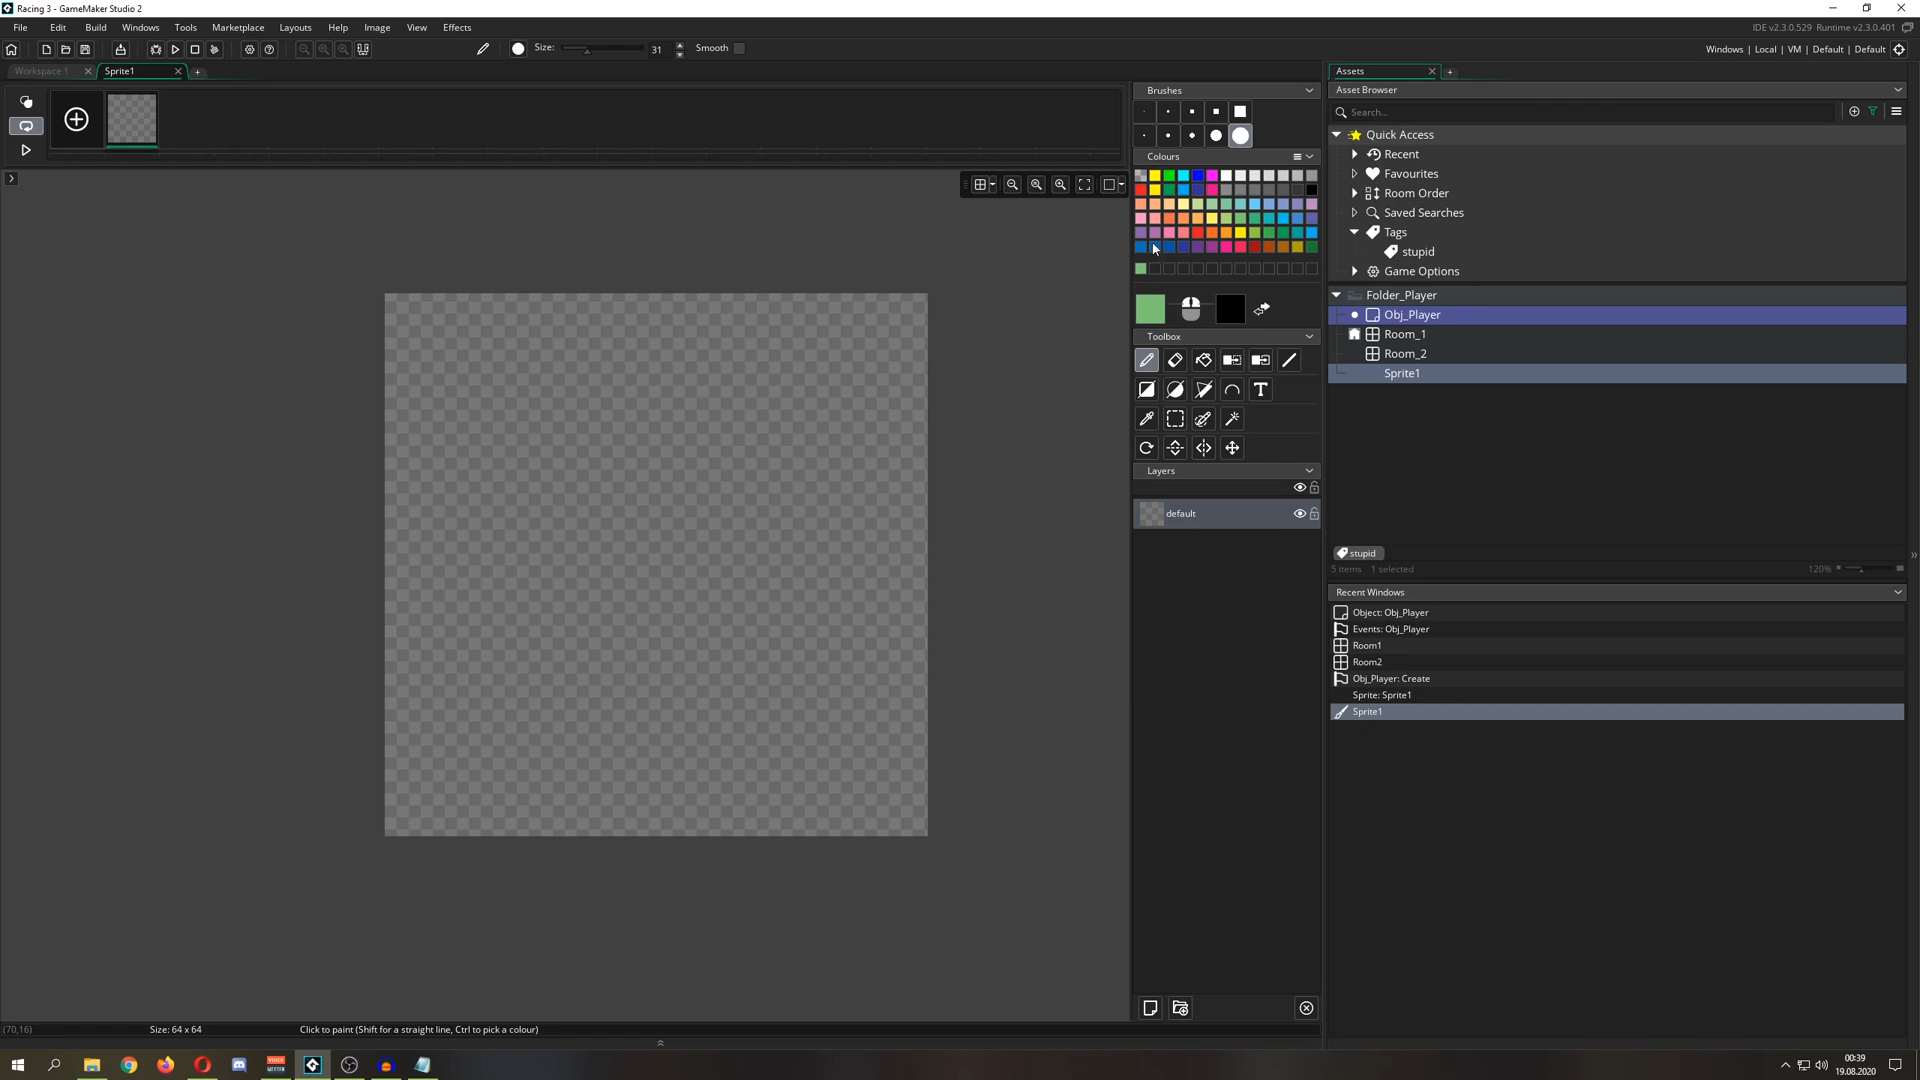 Racing 3 - GameMaker Studio 2
File Edit Build Windows Tools Marketplace Layouts Help Image View Effects
IDE v2.3.0.529 Runtime v2.3.0.401
Size: 31 Smooth
Windows | Local | VM | Default | Default
Workspace 1
Sprite1
Brushes
Colours
Toolbox
T
Layers
default
Assets
Asset Browser
Search...
Quick Access
Recent
Favourites
Room Order
Saved Searches
Tags
stupid
Game Options
Folder_Player
Obj_Player
Room_1
Room_2
Sprite1
stupid
5 items 1 selected
120%
Recent Windows
Object: Obj_Player
Events: Obj_Player
Room1
Room2
Obj_Player: Create
Sprite: Sprite1
Sprite1
(70,16) Size: 64 x 64 Click to paint (Shift for a straight line, Ctrl to pick a colour)
00:39
19.08.2020